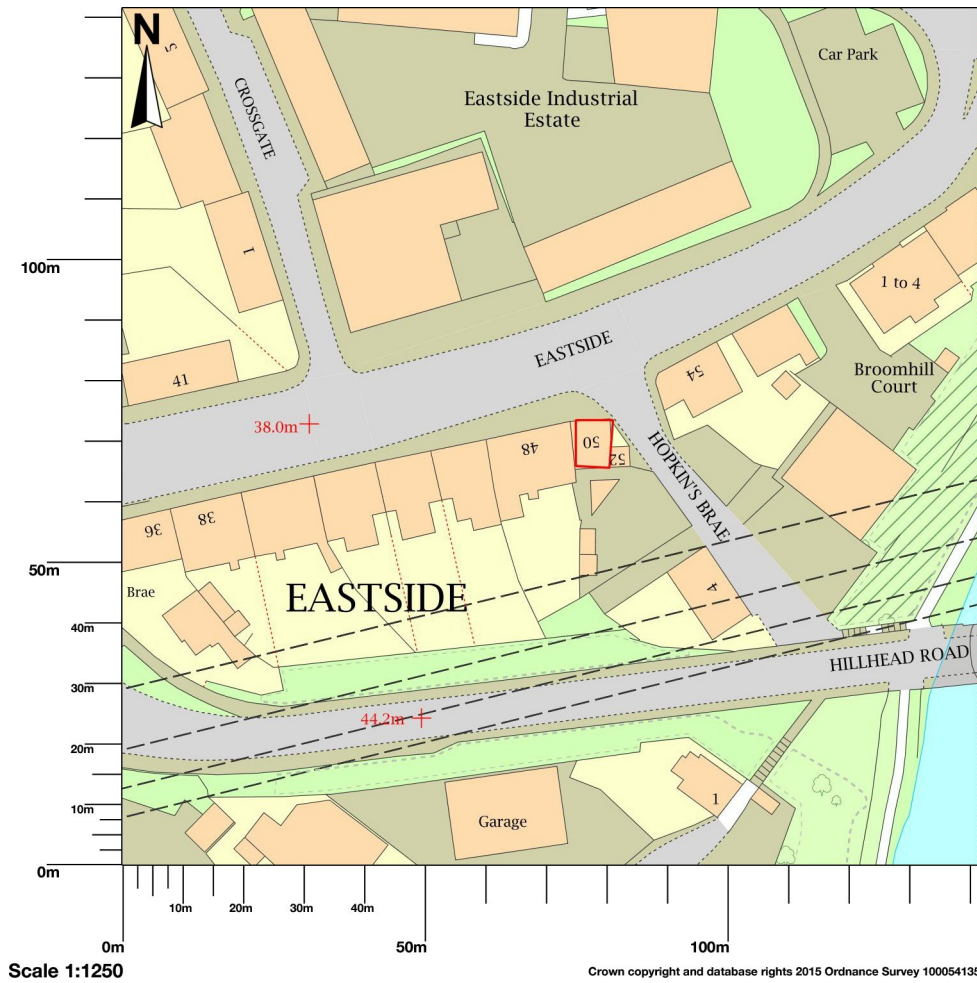 N
5
CROSSGATE
Car Park
Eastside Industrial
Estate
1
100m
1 to 4
EASTSIDE
Broomhill
Court
41
54
38.0m
48
50
52
HOPKIN'S BRAE
36
38
50m
Brae
EASTSIDE
4
40m
HILLHEAD ROAD
30m
44.2m
20m
10m
1
Garage
0m
10m
20m
30m
40m
0m
50m
100m
Scale 1:1250
Crown copyright and database rights 2015 Ordnance Survey 100054135